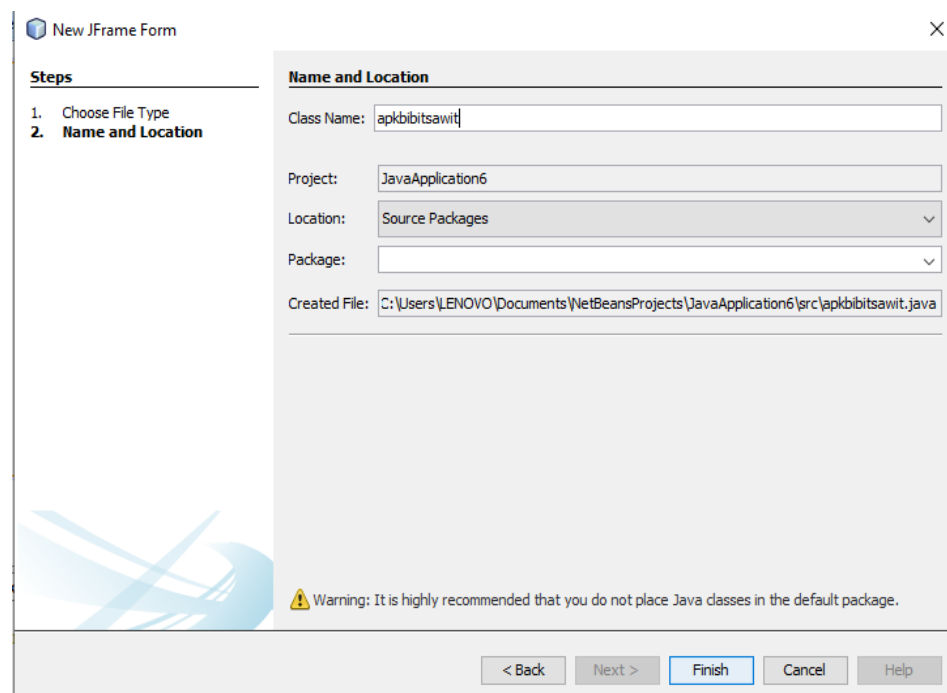 New JFrame Form
Steps
1. Choose File Type
2. Name and Location
Name and Location
Class Name: apkbibitsawit
Project: JavaApplication6
Location: Source Packages
Package:
Created File: C:\Users\LENOVO\Documents\NetBeansProjects\JavaApplication6\src\apkbibitsawit.java
Warning: It is highly recommended that you do not place Java classes in the default package.
< Back Next > Finish Cancel Help